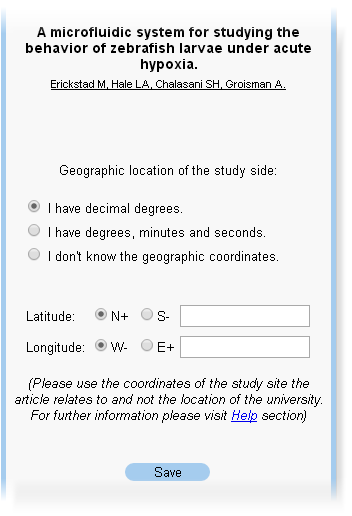 A microfluidic system for studying the
behavior of zebrafish larvae under acute
hypoxia.
Erickstad M, Hale LA, Chalasani SH, Groisman A.
Geographic location of the study side:
I have decimal degrees.
I have degrees, minutes and seconds.
I don't know the geographic coordinates.
Latitude: N+ S-
Longitude: W- E+
(Please use the coordinates of the study site the
article relates to and not the location of the university.
For further information please visit Help section)
Save